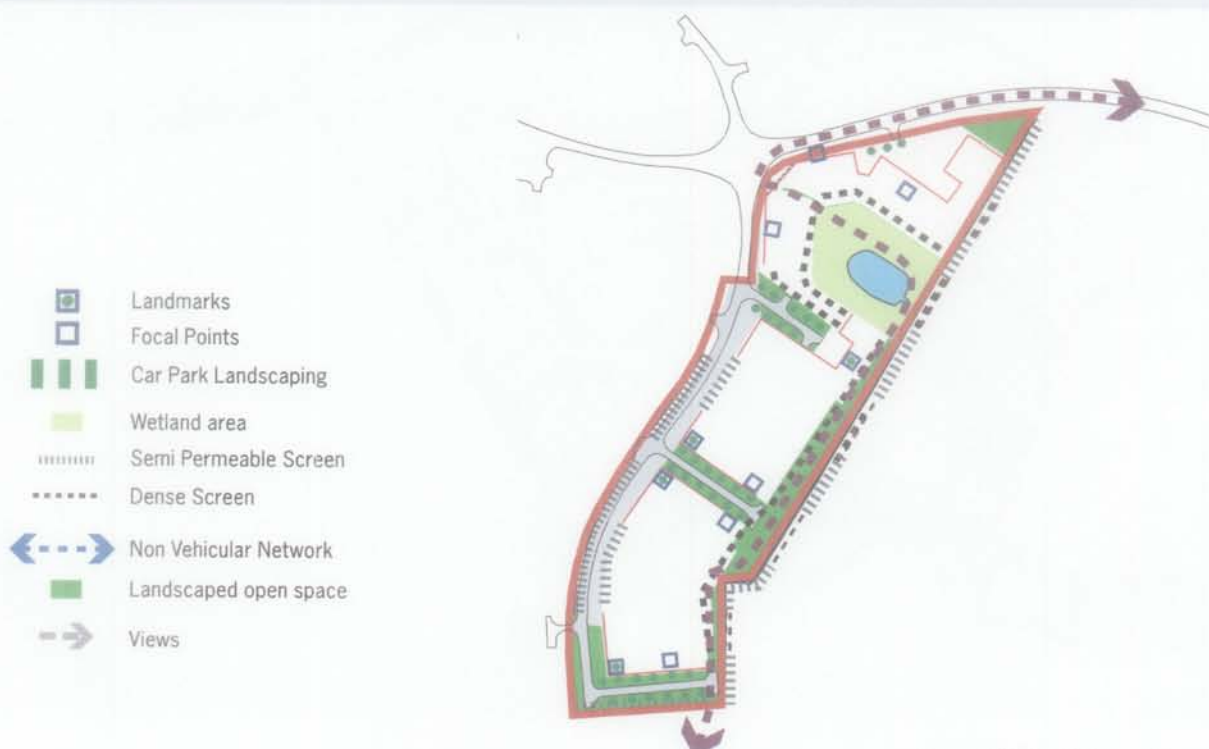 Landmarks
Focal Points
Car Park Landscaping
Wetland area
Semi Permeable Screen
Dense Screen
Non Vehicular Network
Landscaped open space
Views